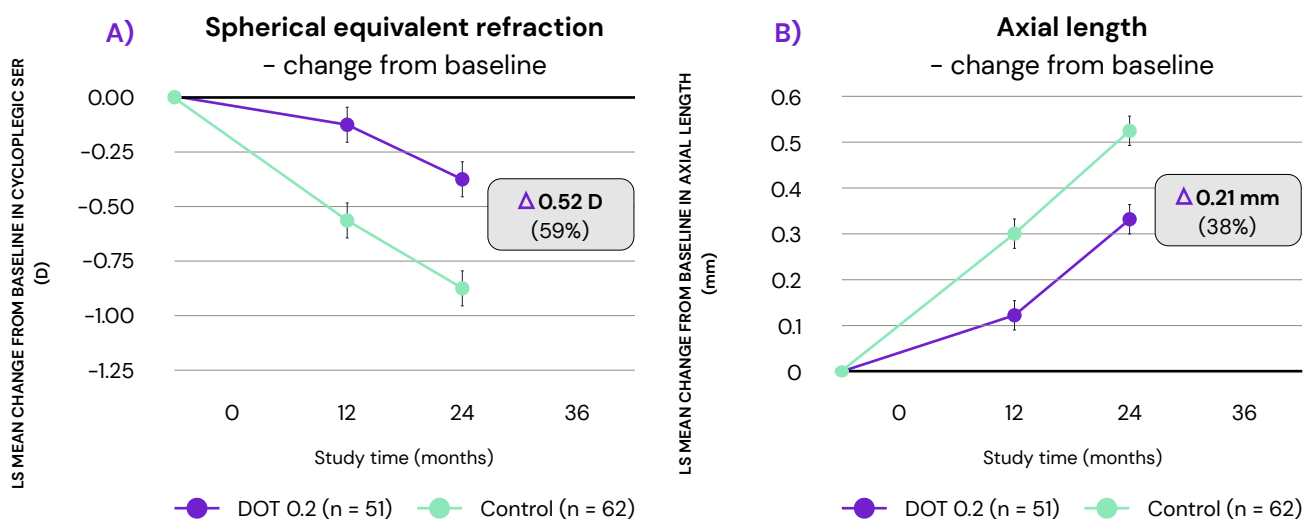 A)
Spherical equivalent refraction
– change from baseline
LS MEAN CHANGE FROM BASELINE IN CYCLOPLEGIC SER
(D)
0.00
–0.25
–0.50
–0.75
–1.00
–1.25
Δ 0.52 D
(59%)
0 12 24 36
Study time (months)
DOT 0.2 (n = 51) Control (n = 62)
B)
Axial length
– change from baseline
LS MEAN CHANGE FROM BASELINE IN AXIAL LENGTH
(mm)
0.6
0.5
0.4
0.3
0.2
0.1
0
Δ 0.21 mm
(38%)
0 12 24 36
Study time (months)
DOT 0.2 (n = 51) Control (n = 62)